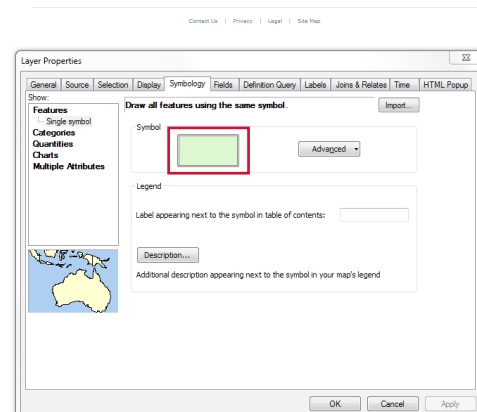 Contact Us | Privacy | Legal | Site Map
Layer Properties
General Source Selection Display Symbology Fields Definition Query Labels Joins & Relates Time HTML Popup
Show:
Features
Single symbol
Categories
Quantities
Charts
Multiple Attributes
Draw all features using the same symbol.
Import...
Symbol
Advanced
Legend
Label appearing next to the symbol in table of contents:
Description...
Additional description appearing next to the symbol in your map's legend
OK Cancel Apply